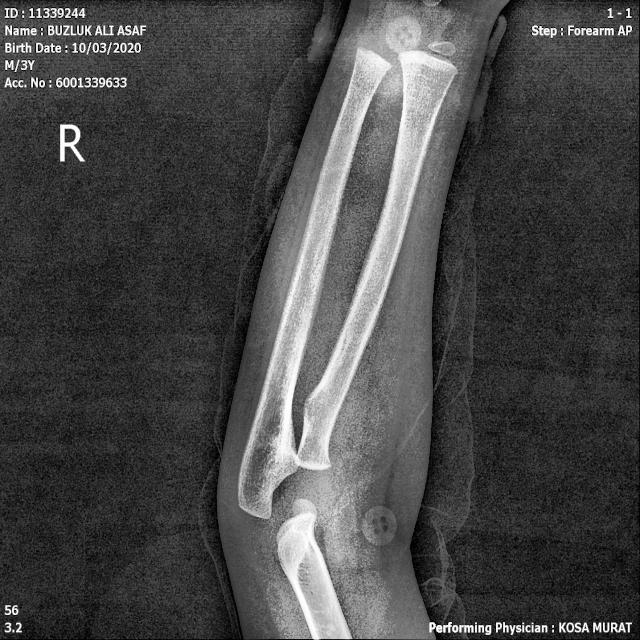 ID : 11339244
Name : BUZLUK ALI ASAF
Birth Date : 10/03/2020
M/3Y
Acc. No : 6001339633
1 - 1
Step : Forearm AP
R
56
3.2
Performing Physician : KOSA MURAT